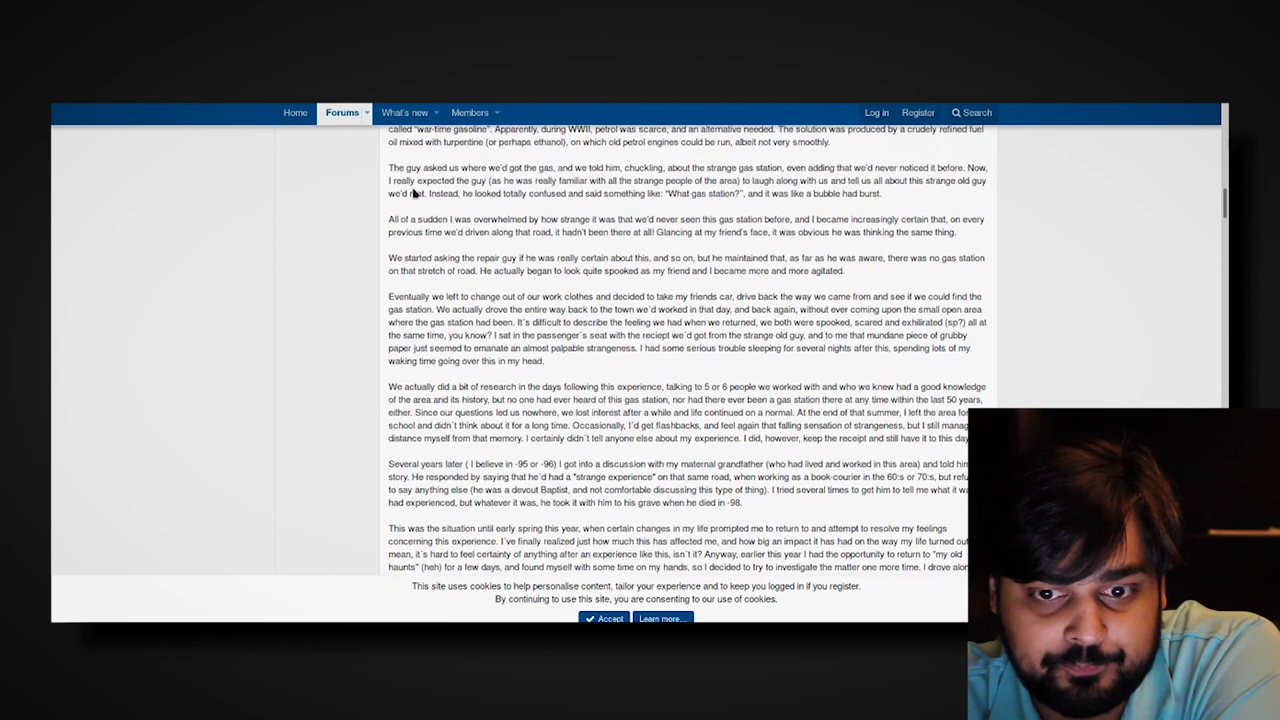 Home Forums What's new Members Log in Register Search
called "war-time gasoline". Apparently, during WWII, petrol was scarce, and an alternative needed. The solution was produced by a crudely refined fuel
oil mixed with turpentine (or perhaps ethanol), on which old petrol engines could be run, albeit not very smoothly.
The guy asked us where we'd got the gas, and we told him, chuckling, about the strange gas station, even adding that we'd never noticed it before. Now,
I really expected the guy (as he was really familiar with all the strange people of the area) to laugh along with us and tell us all about this strange old guy
we'd met. Instead, he looked totally confused and said something like: "What gas station?", and it was like a bubble had burst.
All of a sudden I was overwhelmed by how strange it was that we'd never seen this gas station before, and I became increasingly certain that, on every
previous time we'd driven along that road, it hadn't been there at all! Glancing at my friend's face, it was obvious he was thinking the same thing.
We started asking the repair guy if he was really certain about this, and so on, but he maintained that, as far as he was aware, there was no gas station
on that stretch of road. He actually began to look quite spooked as my friend and I became more and more agitated.
Eventually we left to change out of our work clothes and decided to take my friends car, drive back the way we came from and see if we could find the
gas station. We actually drove the entire way back to the town we´d worked in that day, and back again, without ever coming upon the small open area
where the gas station had been. It´s difficult to describe the feeling we had when we returned, we both were spooked, scared and exhilirated (sp?) all at
the same time, you know? I sat in the passenger´s seat with the reciept we´d got from the strange old guy, and to me that mundane piece of grubby
paper just seemed to emanate an almost palpable strangeness. I had some serious trouble sleeping for several nights after this, spending lots of my
waking time going over this in my head.
We actually did a bit of research in the days following this experience, talking to 5 or 6 people we worked with and who we knew had a good knowledge
of the area and its history, but no one had ever heard of this gas station, nor had there ever been a gas station there at any time within the last 50 years,
either. Since our questions led us nowhere, we lost interest after a while and life continued on a normal. At the end of that summer, I left the area for
school and didn´t think about it for a long time. Occasionally, I´d get flashbacks, and feel again that falling sensation of strangeness, but I still
distance myself from that memory. I certainly didn´t tell anyone else about my experience. I did, however, keep the receipt and still have it to this day
Several years later ( I believe in -95 or -96) I got into a discussion with my maternal grandfather (who had lived and worked in this area) and told him
story. He responded by saying that he´d had a "strange experience" on that same road, when working as a book-courier in the 60:s or 70:s, but
to say anything else (he was a devout Baptist, and not comfortable discussing this type of thing). I tried several times to get him to tell me what it
had experienced, but whatever it was, he took it with him to his grave when he died in -98.
This was the situation until early spring this year, when certain changes in my life prompted me to return to and attempt to resolve my feelings
concerning this experience. I´ve finally realized just how much this has affected me, and how big an impact it has had on the way my life turned
mean, it´s hard to feel certainty of anything after an experience like this, isn´t it? Anyway, earlier this year I had the opportunity to return to "my old
haunts" (heh) for a few days, and found myself with some time on my hands, so I decided to try to investigate the matter one more time. I drove
This site uses cookies to help personalise content, tailor your experience and to keep you logged in if you register.
By continuing to use this site, you are consenting to our use of cookies.
Accept Learn more...